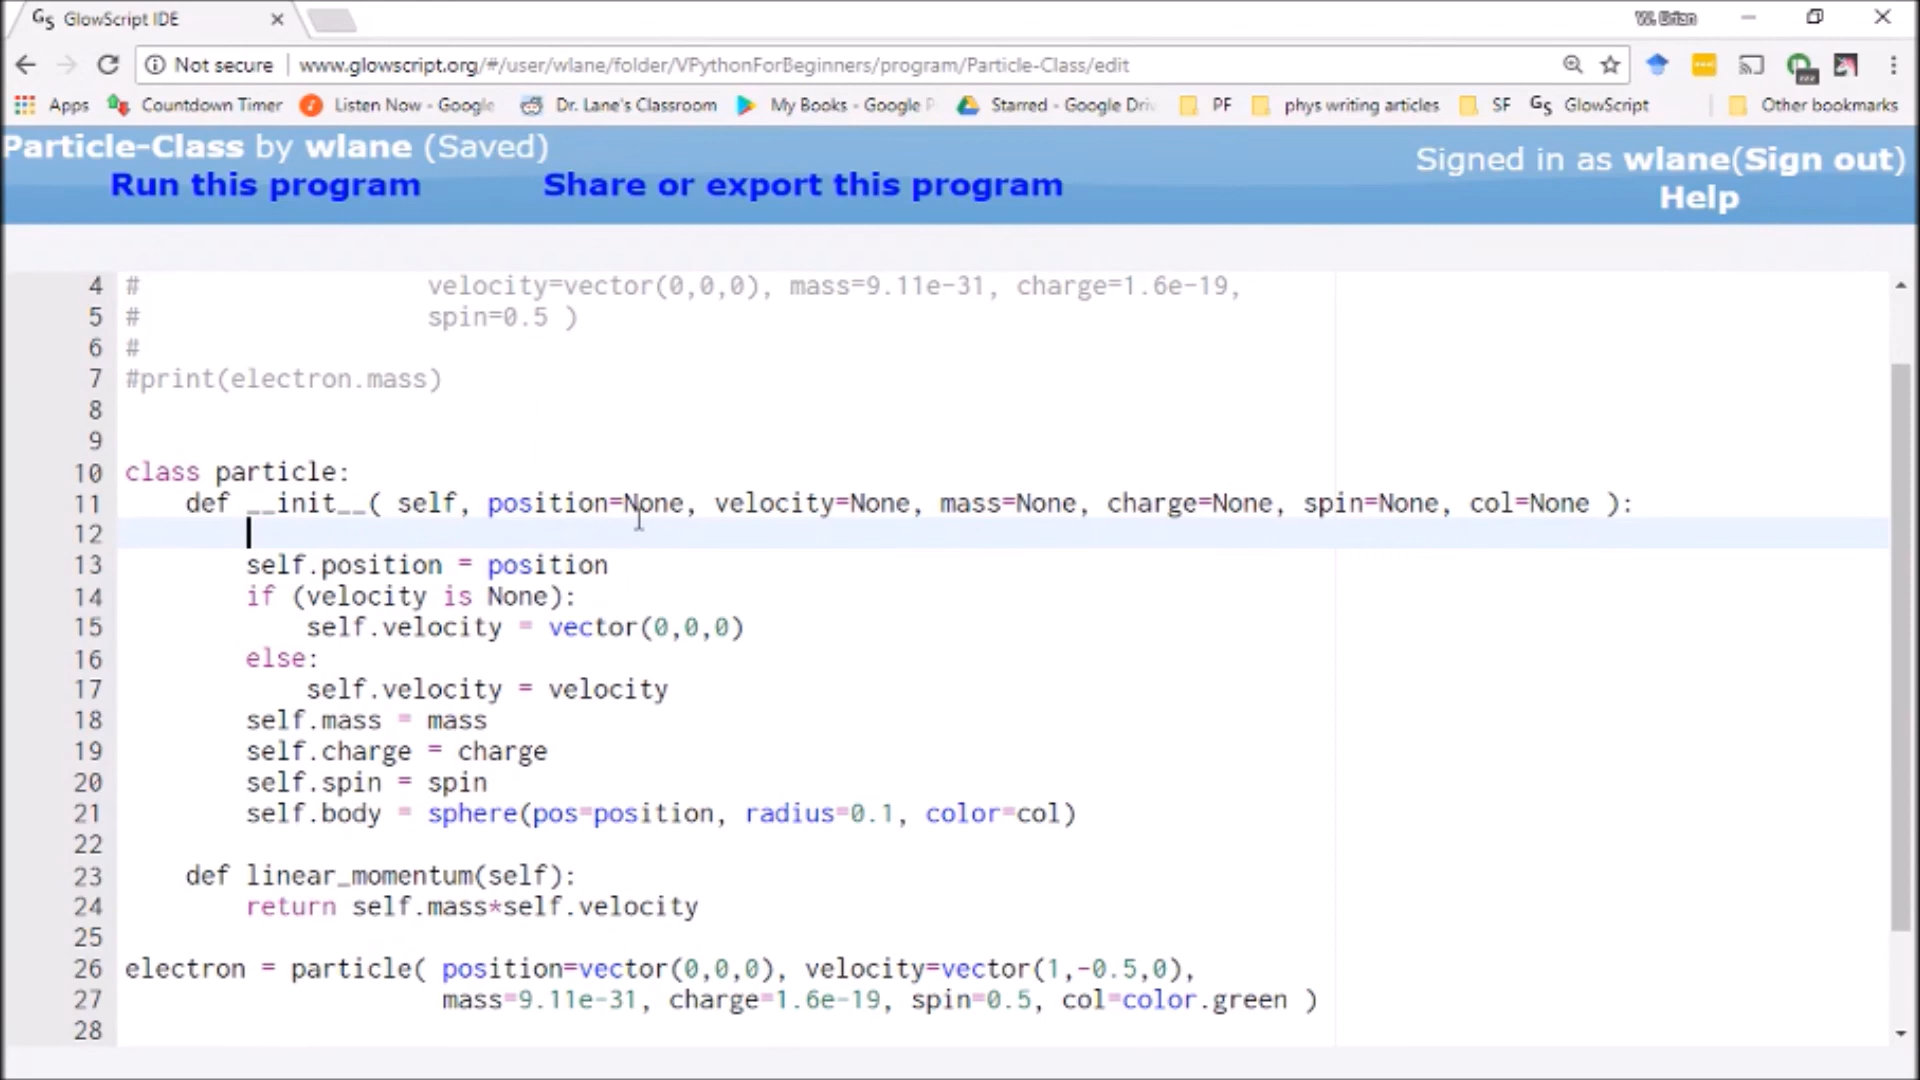 GS GlowScript IDE
W. Brian
Not secure | www.glowscript.org/#/user/wlane/folder/VPythonForBeginners/program/Particle-Class/edit
Apps Countdown Timer Listen Now - Google Dr. Lane's Classroom My Books - Google P Starred - Google Driv PF phys writing articles SF GS GlowScript Other bookmarks
Particle-Class by wlane (Saved)
Signed in as wlane(Sign out)
Run this program Share or export this program
Help
4 # velocity=vector(0,0,0), mass=9.11e-31, charge=1.6e-19,
5 # spin=0.5 )
6 #
7 #print(electron.mass)
8
9
10 class particle:
11 def __init__( self, position=None, velocity=None, mass=None, charge=None, spin=None, col=None ):
12
13 self.position = position
14 if (velocity is None):
15 self.velocity = vector(0,0,0)
16 else:
17 self.velocity = velocity
18 self.mass = mass
19 self.charge = charge
20 self.spin = spin
21 self.body = sphere(pos=position, radius=0.1, color=col)
22
23 def linear_momentum(self):
24 return self.mass*self.velocity
25
26 electron = particle( position=vector(0,0,0), velocity=vector(1,-0.5,0),
27 mass=9.11e-31, charge=1.6e-19, spin=0.5, col=color.green )
28